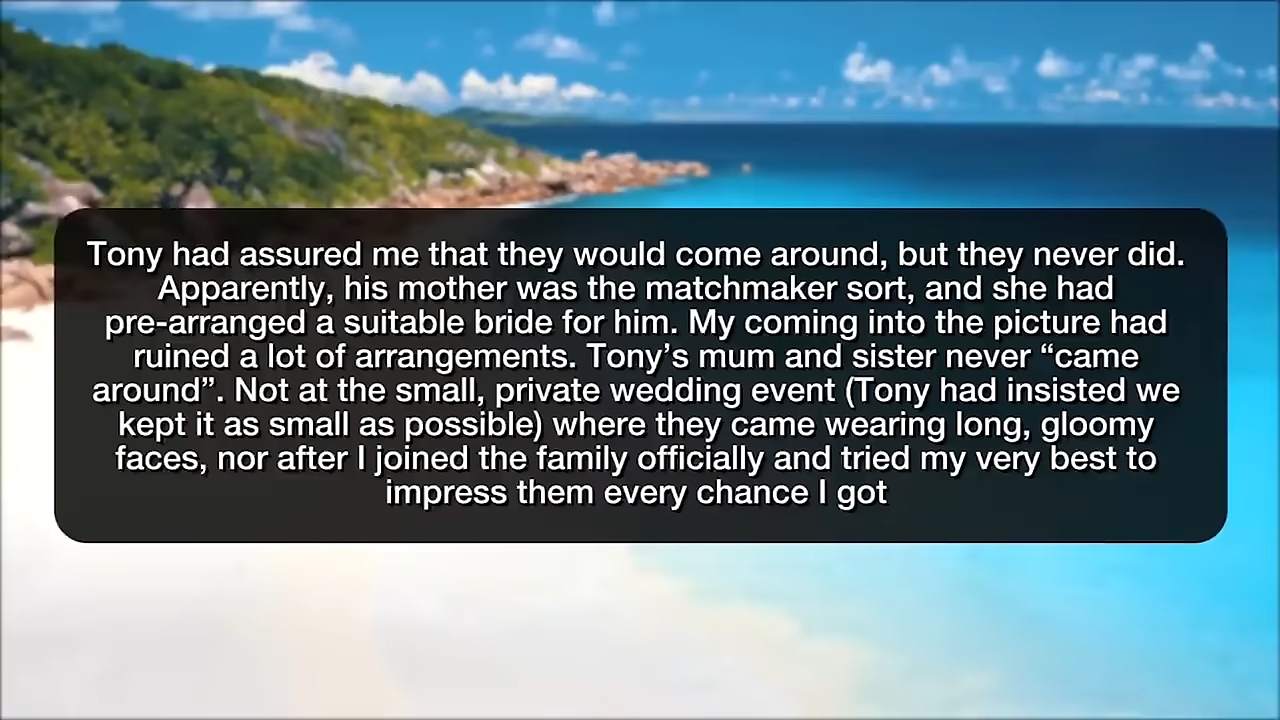 Tony had assured me that they would come around, but they never did.
Apparently, his mother was the matchmaker sort, and she had
pre-arranged a suitable bride for him. My coming into the picture had
ruined a lot of arrangements. Tony’s mum and sister never “came
around”. Not at the small, private wedding event (Tony had insisted we
kept it as small as possible) where they came wearing long, gloomy
faces, nor after I joined the family officially and tried my very best to
impress them every chance I got